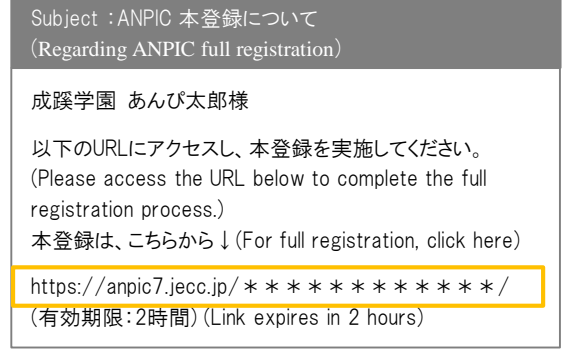 Subject ：ANPIC 本登録について
（Regarding ANPIC full registration）
成蹊学園 あんぴ太郎様
以下のURLにアクセスし、本登録を実施してください。
(Please access the URL below to complete the full
registration process.)
本登録は、こちらから↓(For full registration, click here)
https://anpic7.jecc.jp/＊＊＊＊＊＊＊＊＊＊＊＊/
(有効期限：2時間) (Link expires in 2 hours)